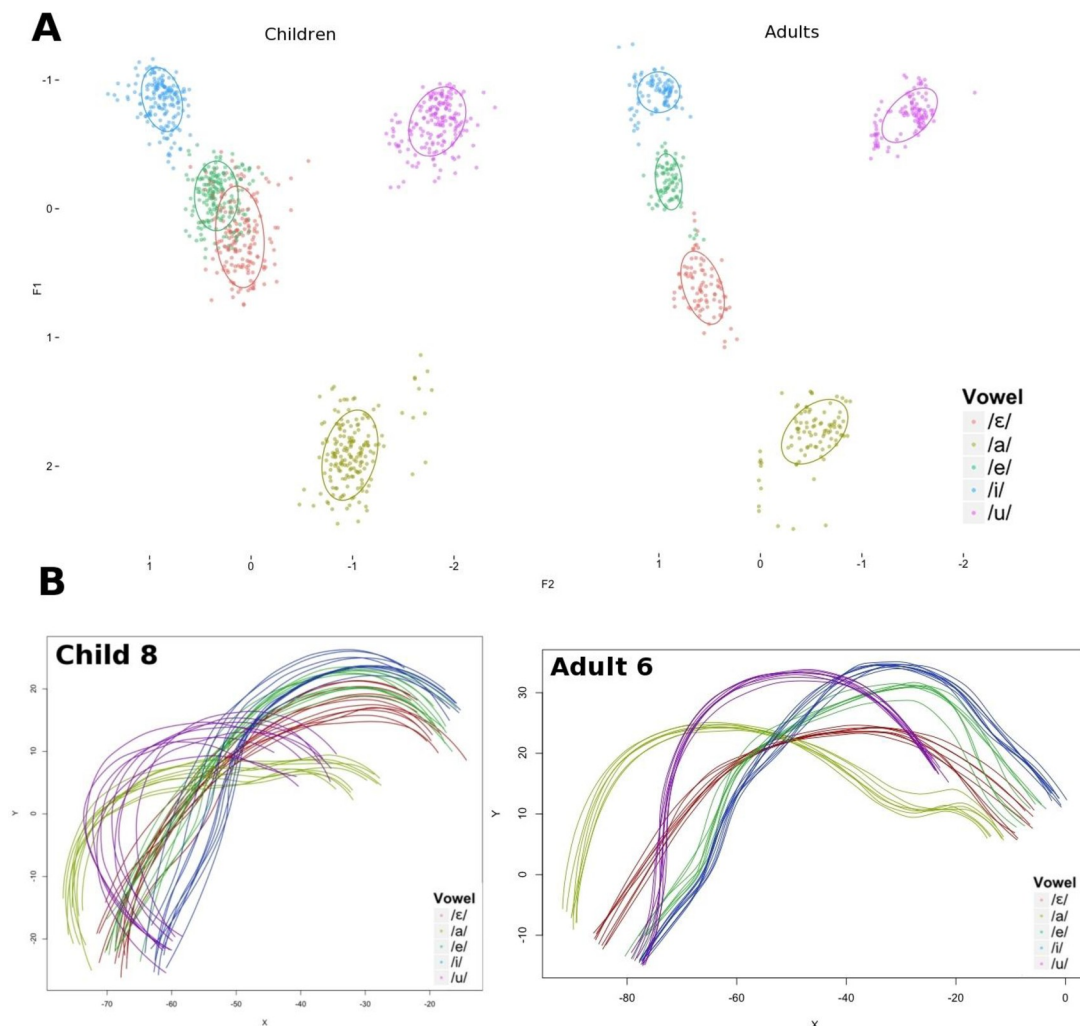 A
Children
Adults
-1
0
1
2
F1
1
0
-1
-2
1
0
-1
-2
F2
Vowel
/ɛ/
/a/
/e/
/i/
/u/
B
Child 8
20
10
0
-10
-20
Y
-70
-60
-50
-40
-30
-20
X
Vowel
/ɛ/
/a/
/e/
/i/
/u/
Adult 6
30
20
10
0
-10
Y
-80
-60
-40
-20
0
X
Vowel
/ɛ/
/a/
/e/
/i/
/u/